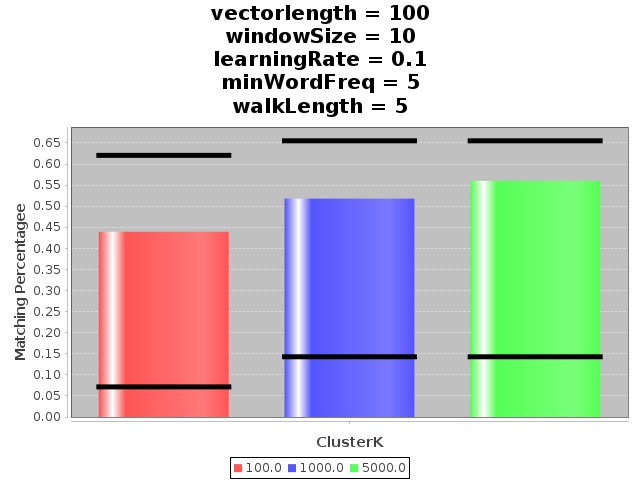 vectorlength = 100
windowSize = 10
learningRate = 0.1
minWordFreq = 5
walkLength = 5
0.65
0.60
0.55
0.50
0.45
0.40
0.35
0.30
0.25
0.20
0.15
0.10
0.05
0.00
Matching Percentagee
ClusterK
100.0 1000.0 5000.0